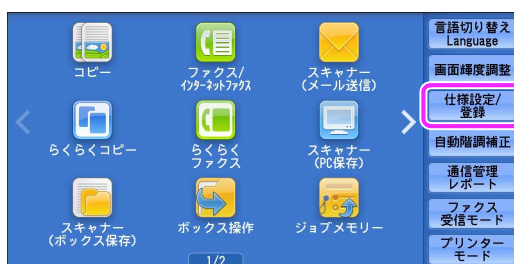 コピー
ファクス/
インターネットファクス
スキャナー
(メール送信)
らくらくコピー
らくらく
ファクス
スキャナー
(PC保存)
スキャナー
(ボックス保存)
ボックス操作
ジョブメモリー
1/2
言語切り替え
Language
画面輝度調整
仕様設定/
登録
自動階調補正
通信管理
レポート
ファクス
受信モード
プリンター
モード